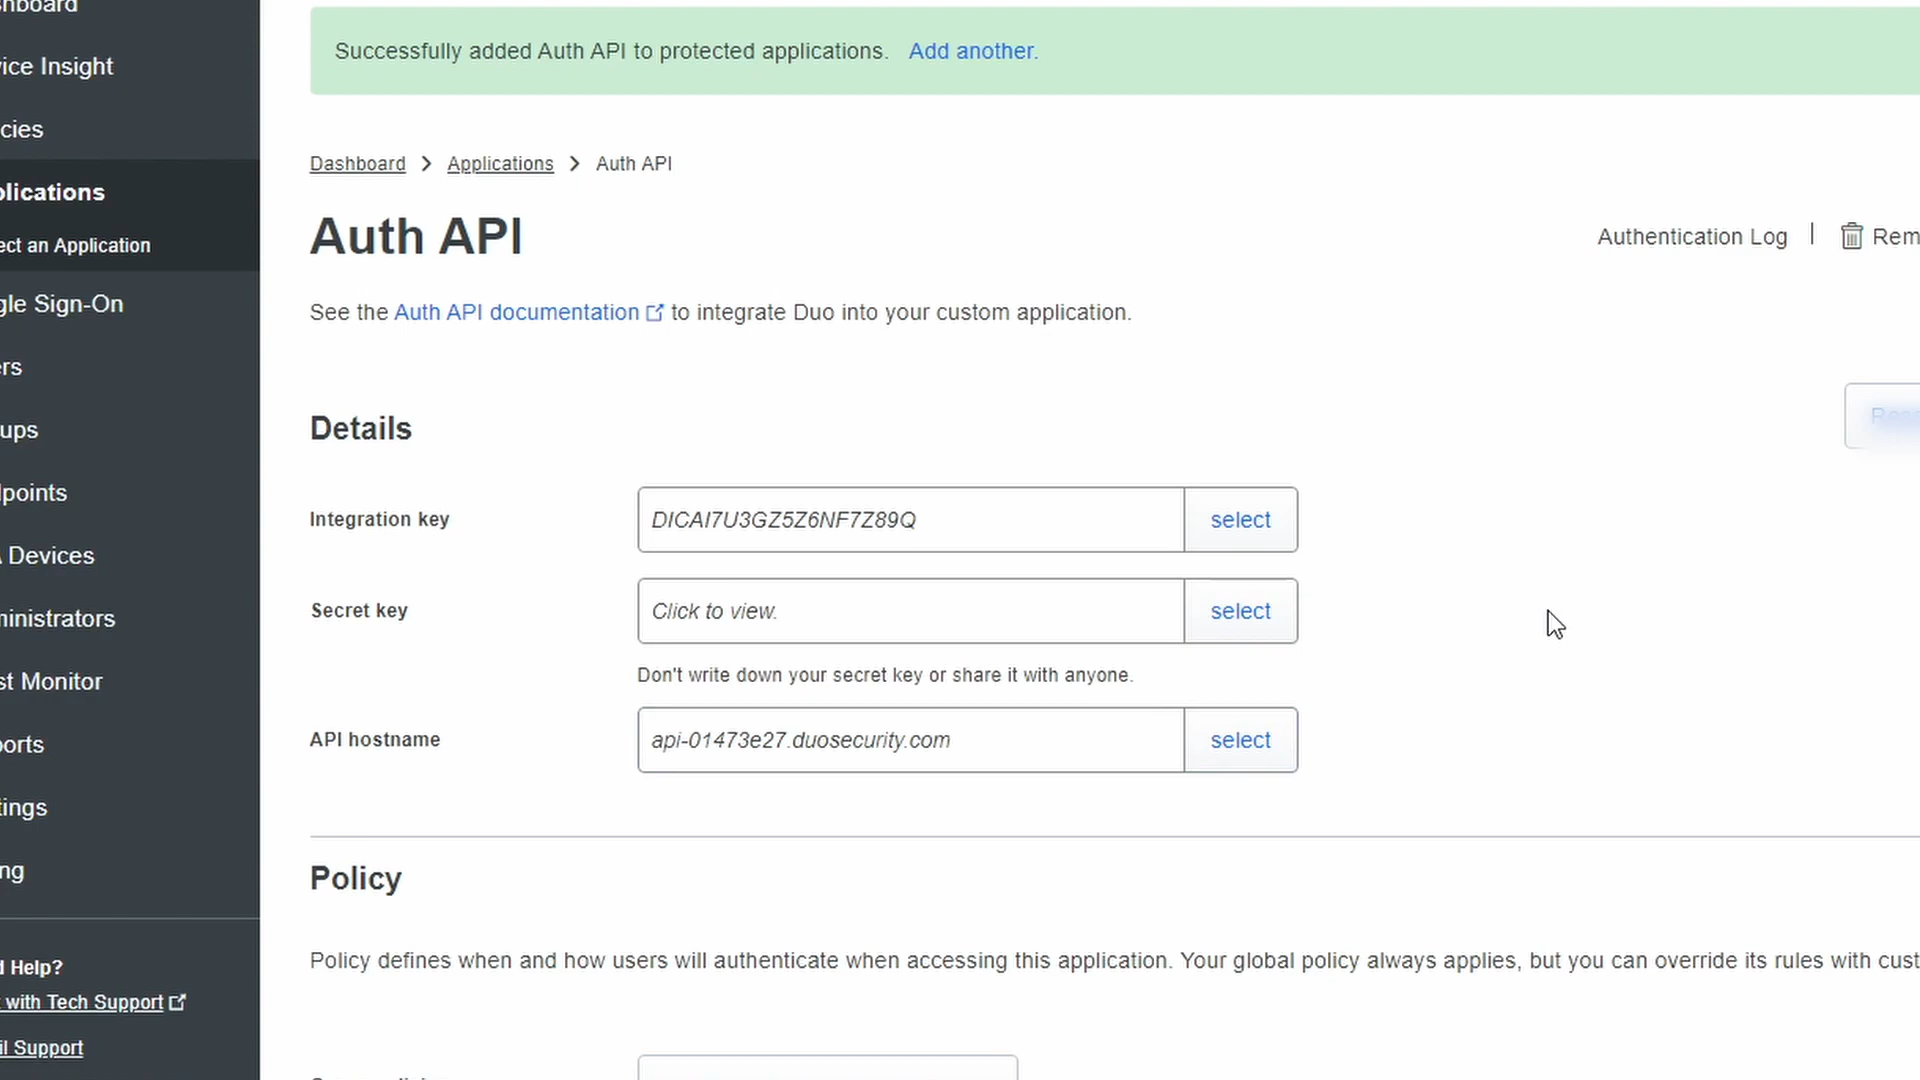 hboard
Successfully added Auth API to protected applications. Add another.
vice Insight
cies
Dashboard > Applications > Auth API
plications
ect an Application
Auth API
Authentication Log | Rem
gle Sign-On
See the Auth API documentation to integrate Duo into your custom application.
ers
ups
Details
points
Integration key DICAI7U3GZ5Z6NF7Z89Q select
Devices
Secret key Click to view. select
ministrators
Don't write down your secret key or share it with anyone.
st Monitor
API hostname api-01473e27.duosecurity.com select
ports
tings
ng
Policy
Policy defines when and how users will authenticate when accessing this application. Your global policy always applies, but you can override its rules with cust
d Help?
t with Tech Support
il Support